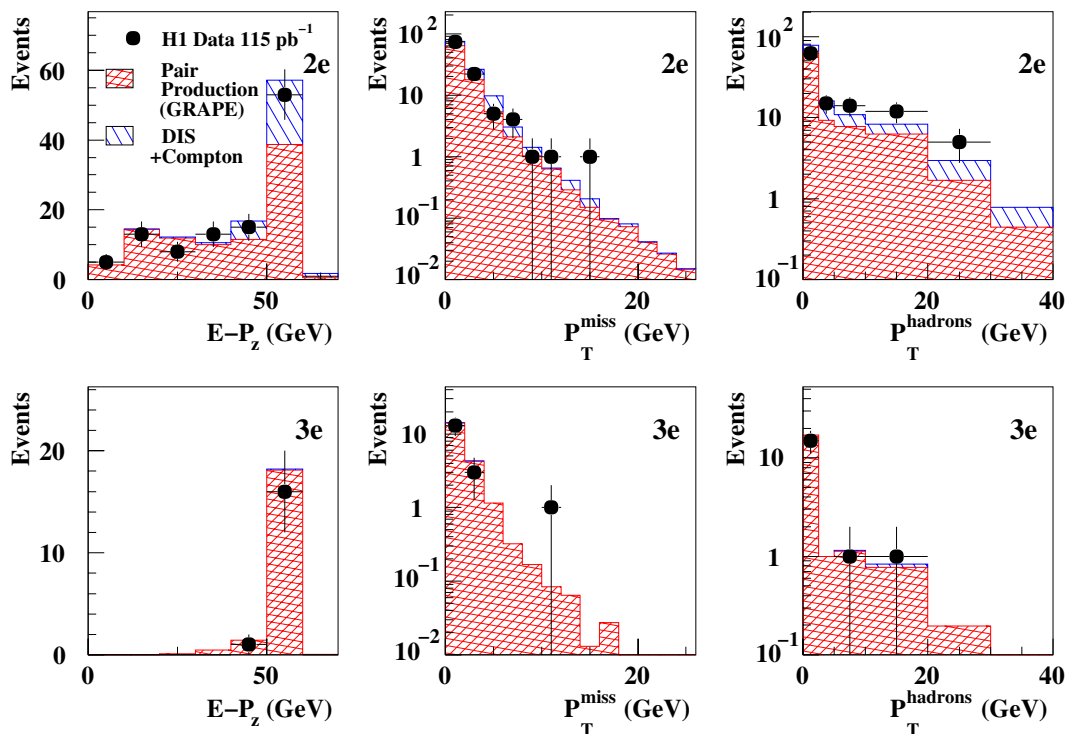 Events
60
40
20
0
0
50
E−P_z (GeV)
H1 Data 115 pb⁻¹
Pair
Production
(GRAPE)
DIS
+Compton
2e
Events
10²
10
1
10⁻¹
10⁻²
0
10
20
P_T^miss (GeV)
2e
Events
10²
10
1
10⁻¹
0
20
40
P_T^hadrons (GeV)
2e
Events
20
10
0
0
50
E−P_z (GeV)
3e
Events
10
1
10⁻¹
10⁻²
0
10
20
P_T^miss (GeV)
3e
Events
10
1
10⁻¹
0
20
40
P_T^hadrons (GeV)
3e